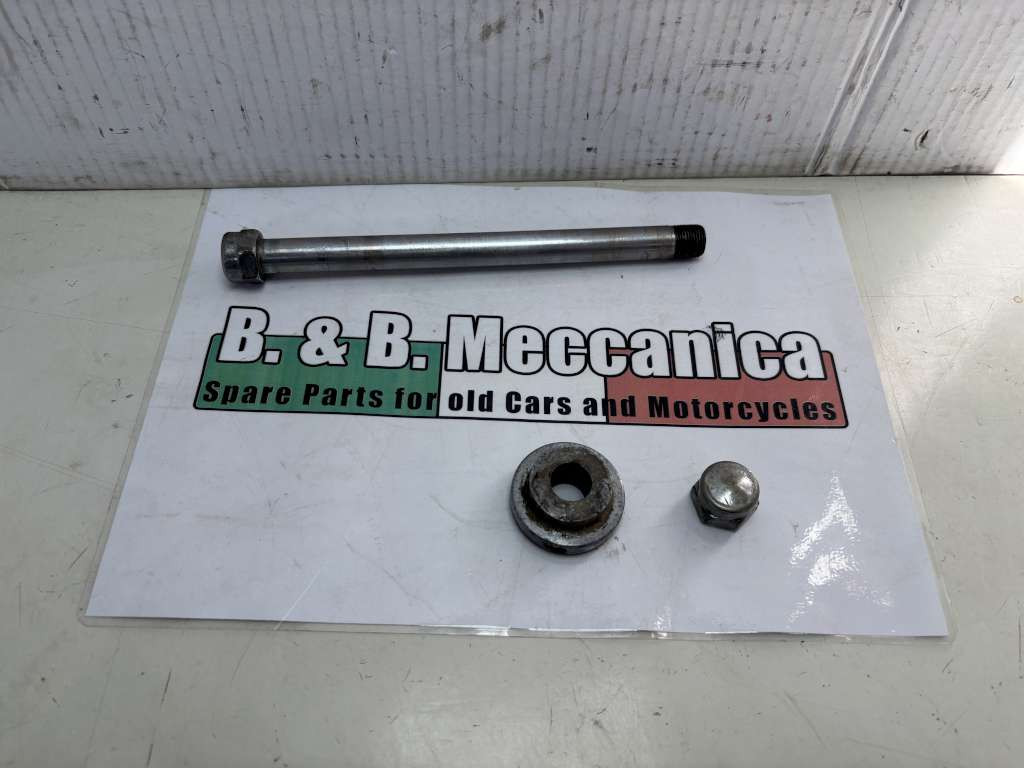 B. & B. Meccanica
Spare Parts for old Cars and Motorcycles